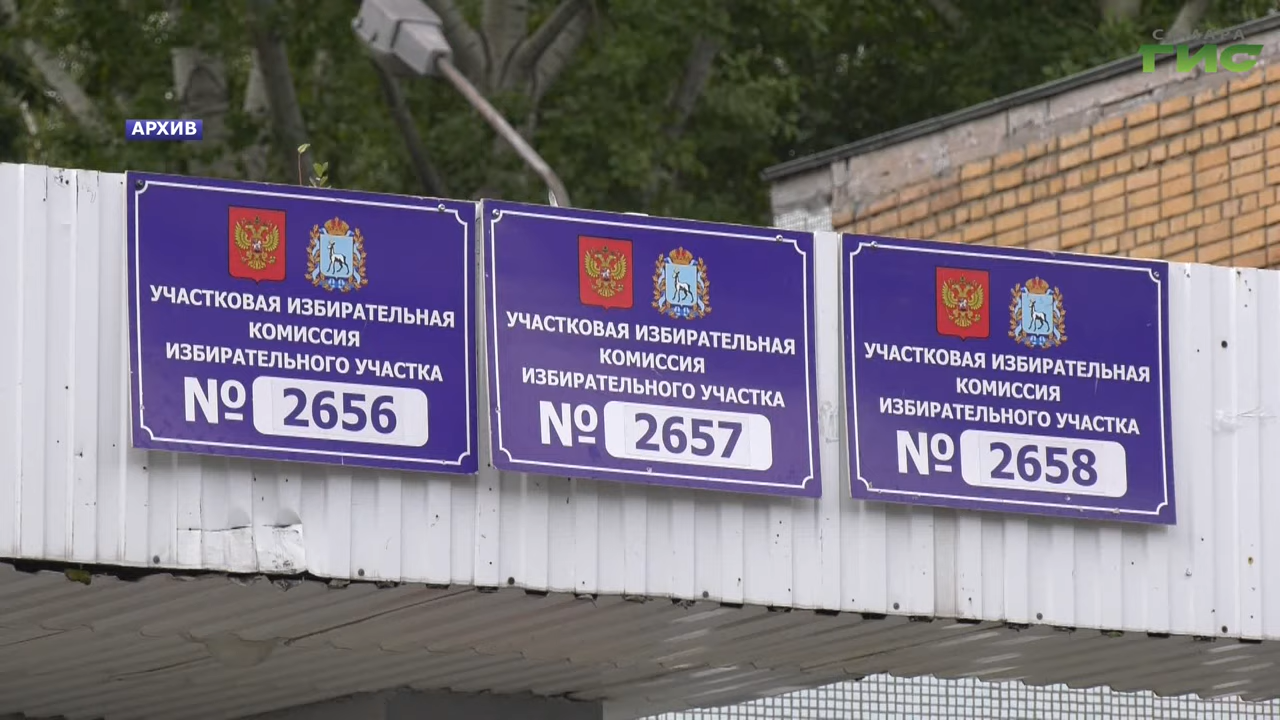 САМАРА
ГИС
АРХИВ
УЧАСТКОВАЯ ИЗБИРАТЕЛЬНАЯ
КОМИССИЯ
ИЗБИРАТЕЛЬНОГО УЧАСТКА
№ 2656
УЧАСТКОВАЯ ИЗБИРАТЕЛЬНАЯ
КОМИССИЯ
ИЗБИРАТЕЛЬНОГО УЧАСТКА
№ 2657
УЧАСТКОВАЯ ИЗБИРАТЕЛЬНАЯ
КОМИССИЯ
ИЗБИРАТЕЛЬНОГО УЧАСТКА
№ 2658